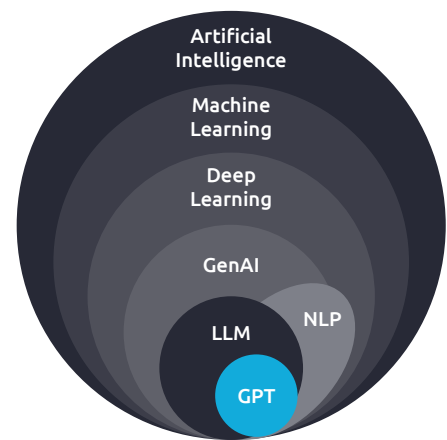 Artificial
Intelligence
Machine
Learning
Deep
Learning
GenAI
NLP
LLM
GPT